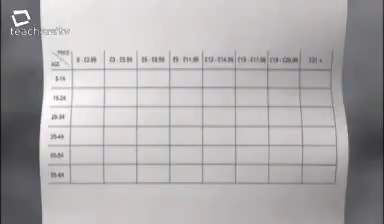 teachers tv
PRICE
AGE
0 - £2.99 £3 - £5.99 £6 - £8.99 £9 - £11.99 £12 - £14.99 £15 - £17.99 £18 - £20.99 £21 +
5-14
15-24
25-34
35-44
45-54
55-64